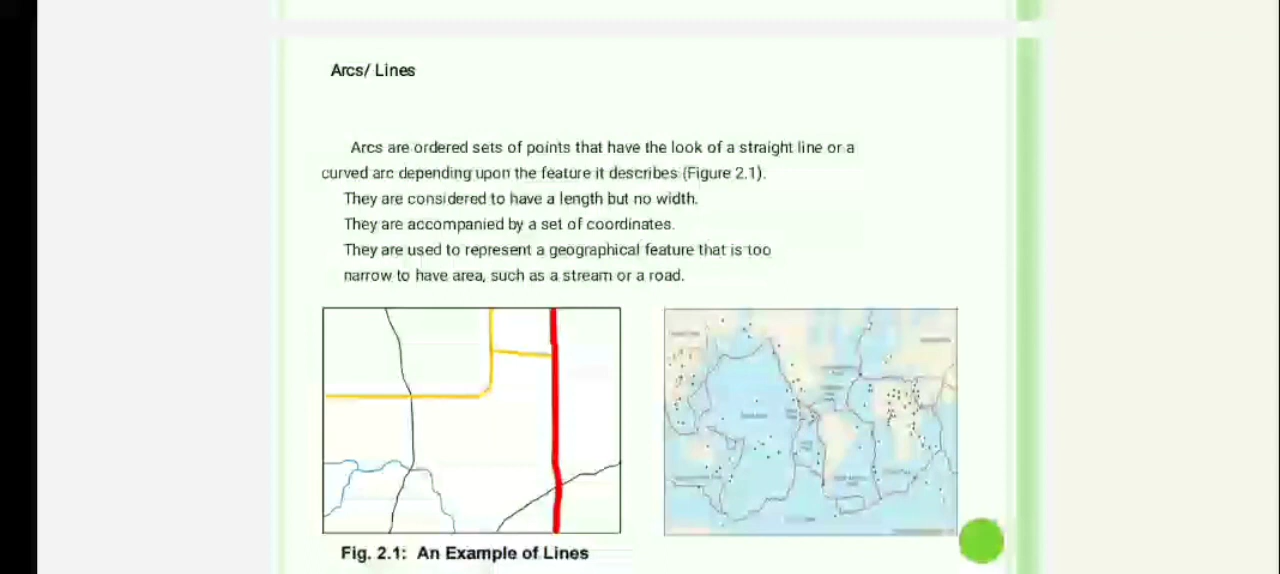 Arcs/ Lines
Arcs are ordered sets of points that have the look of a straight line or a
curved arc depending upon the feature it describes (Figure 2.1).
They are considered to have a length but no width.
They are accompanied by a set of coordinates.
They are used to represent a geographical feature that is too
narrow to have area, such as a stream or a road.
Fig. 2.1: An Example of Lines